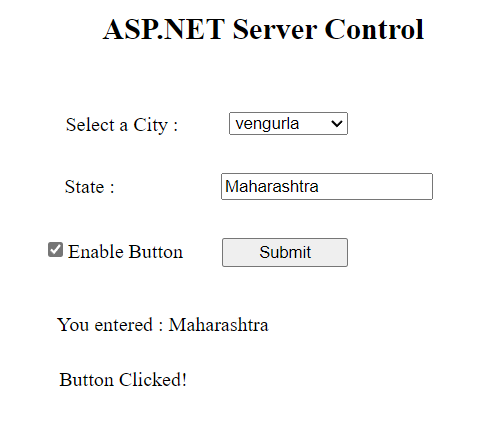 ASP.NET Server Control
Select a City : vengurla
State : Maharashtra
Enable Button Submit
You entered : Maharashtra
Button Clicked!